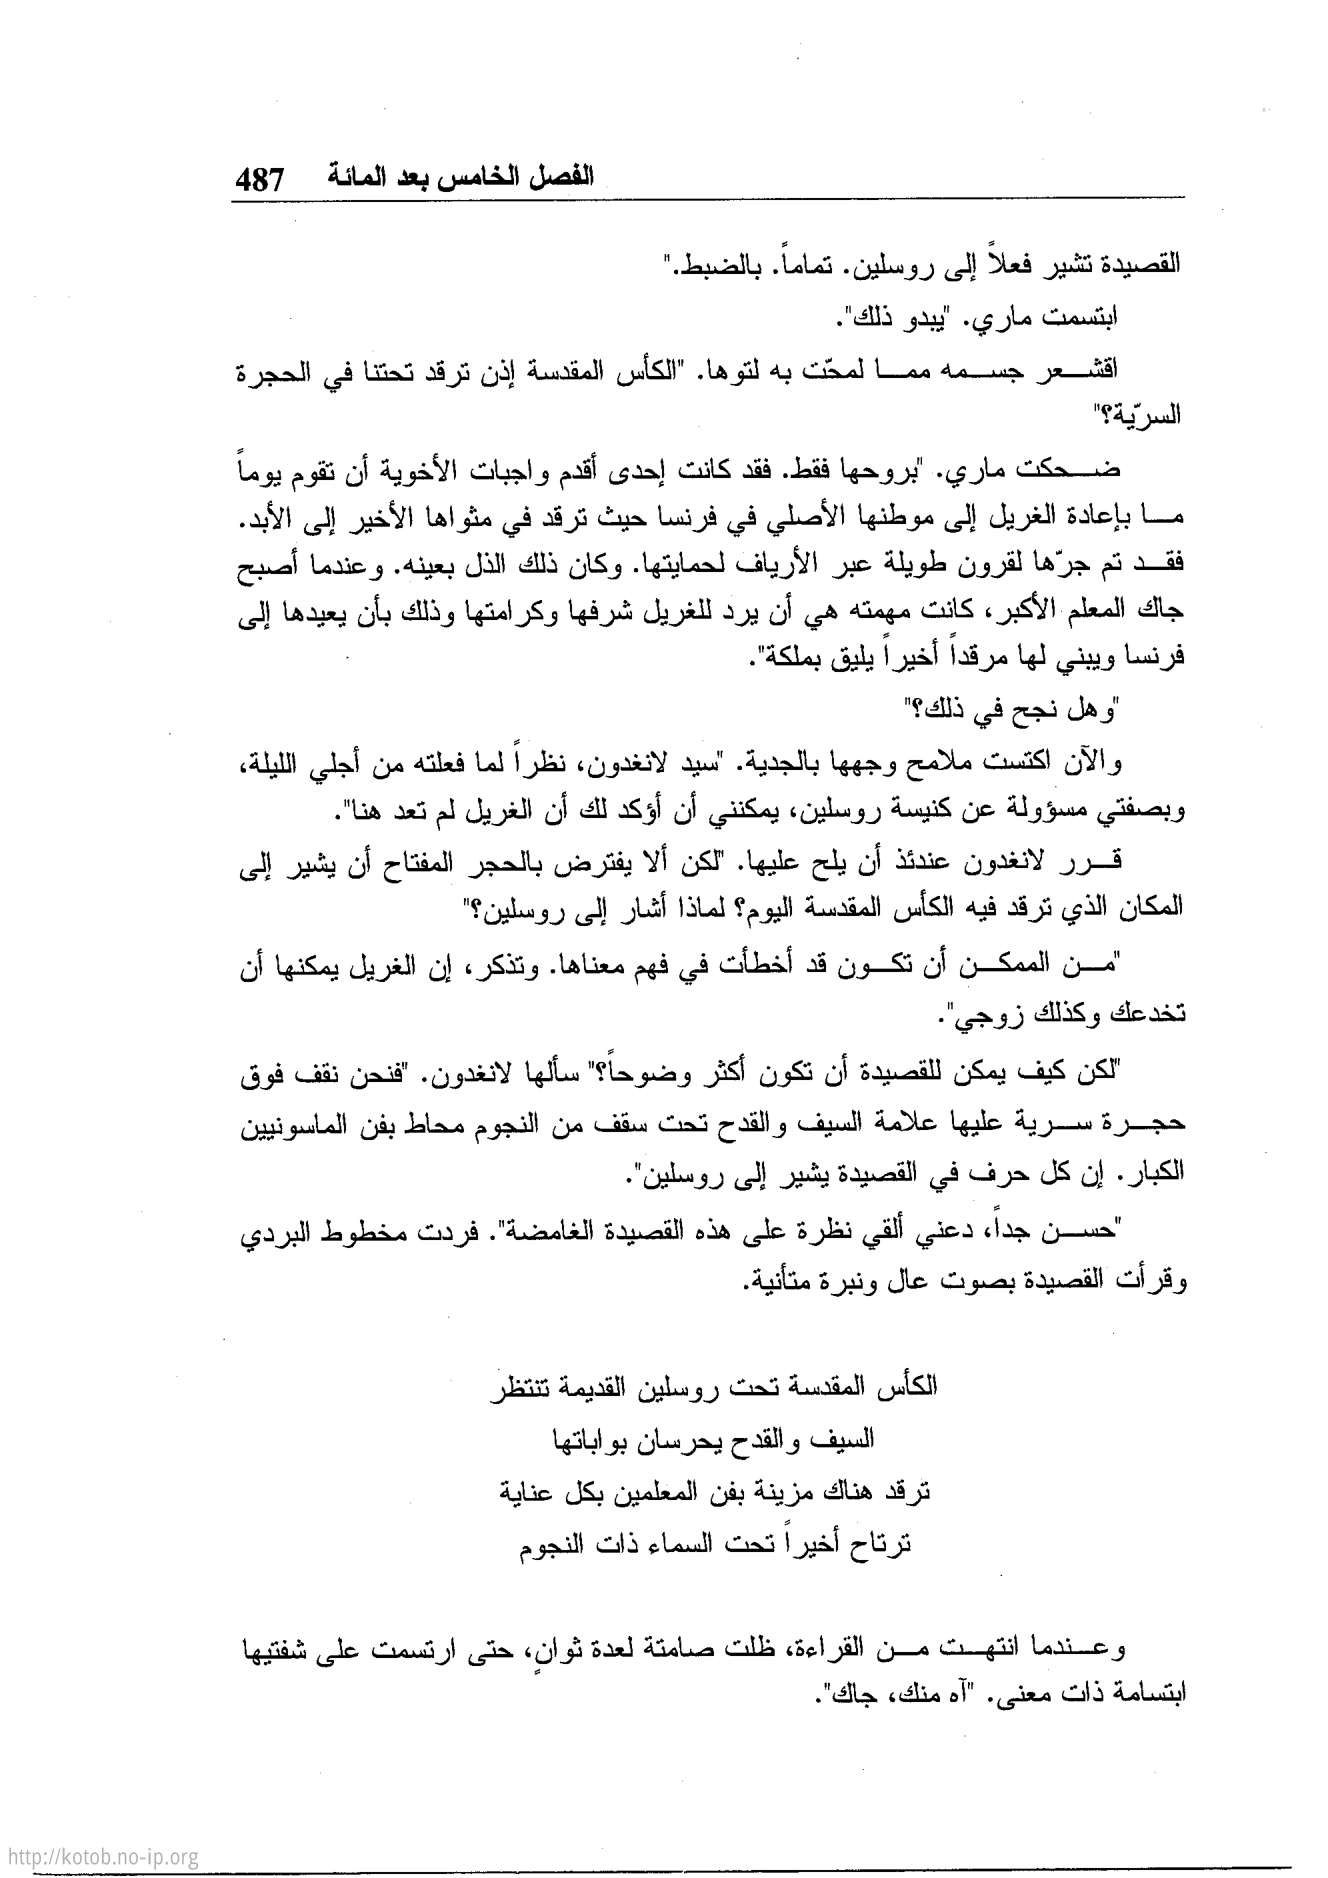 الفصل الخامس بعد المائة 487
القصيدة تشير فعلاً إلى روسلين. تماماً. بالضبط."
ابتسمت ماري. "يبدو ذلك".
اقشعر جسمه مما لمحّت به لتوها. "الكأس المقدسة إذن ترقد تحتنا في الحجرة
السرّية؟"
ضحكت ماري. "بروحها فقط. فقد كانت إحدى أقدم واجبات الأخوية أن تقوم يوماً
ما بإعادة الغريل إلى موطنها الأصلي في فرنسا حيث ترقد في مثواها الأخير إلى الأبد.
فقد تم جرّها لقرون طويلة عبر الأرياف لحمايتها. وكان ذلك الذل بعينه. وعندما أصبح
جاك المعلم الأكبر، كانت مهمته هي أن يرد للغريل شرفها وكرامتها وذلك بأن يعيدها إلى
فرنسا ويبني لها مرقداً أخيراً يليق بملكة".
"وهل نجح في ذلك؟"
والآن اكتست ملامح وجهها بالجدية. "سيد لانغدون، نظراً لما فعلته من أجلي الليلة،
وبصفتي مسؤولة عن كنيسة روسلين، يمكنني أن أؤكد لك أن الغريل لم تعد هنا".
قرر لانغدون عندئذ أن يلح عليها. "لكن ألا يفترض بالحجر المفتاح أن يشير إلى
المكان الذي ترقد فيه الكأس المقدسة اليوم؟ لماذا أشار إلى روسلين؟"
"من الممكن أن تكون قد أخطأت في فهم معناها. وتذكر، إن الغريل يمكنها أن
تخدعك وكذلك زوجي".
"لكن كيف يمكن للقصيدة أن تكون أكثر وضوحاً؟" سألها لانغدون. "فنحن نقف فوق
حجرة سرية عليها علامة السيف والقدح تحت سقف من النجوم محاط بفن الماسونيين
الكبار. إن كل حرف في القصيدة يشير إلى روسلين".
"حسن جداً، دعني ألقي نظرة على هذه القصيدة الغامضة". فردت مخطوط البردي
وقرأت القصيدة بصوت عال ونبرة متأنية.
الكأس المقدسة تحت روسلين القديمة تنتظر
السيف والقدح يحرسان بواباتها
ترقد هناك مزينة بفن المعلمين بكل عناية
ترتاح أخيراً تحت السماء ذات النجوم
وعندما انتهت من القراءة، ظلت صامتة لعدة ثوانٍ، حتى ارتسمت على شفتيها
ابتسامة ذات معنى. "آه منك، جاك".
http://kotob.no-ip.org